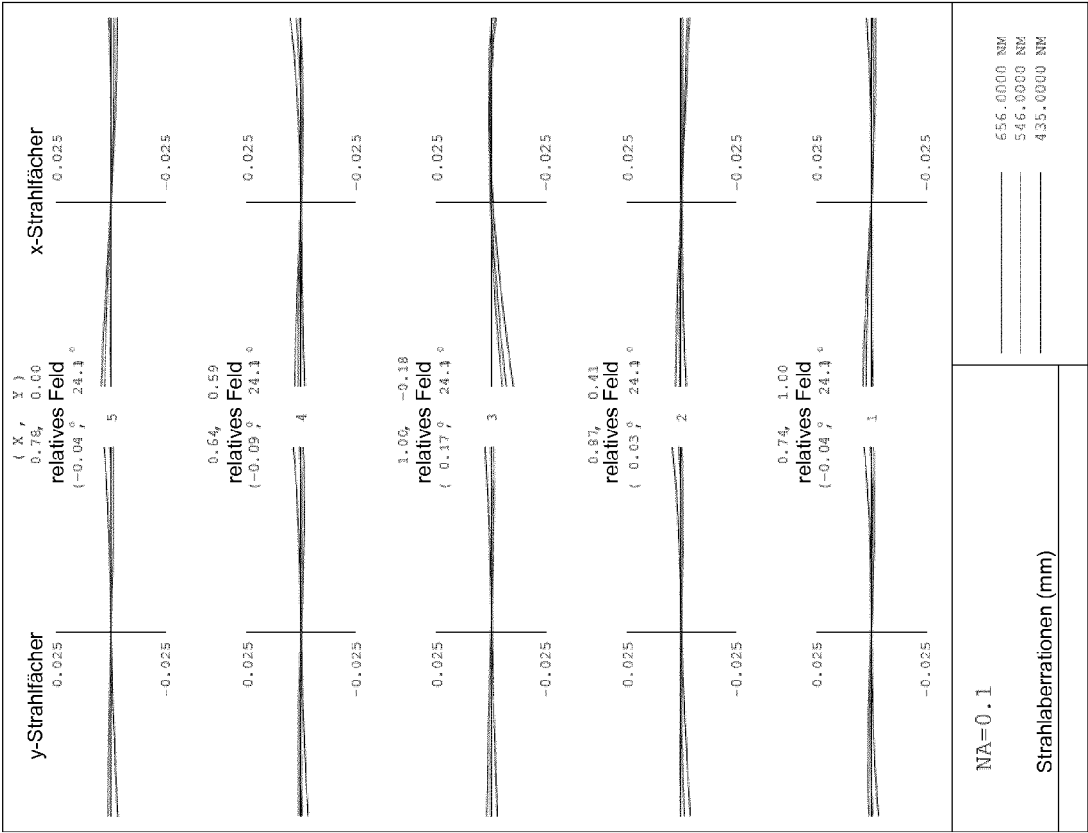 y-Strahlfächer
x-Strahlfächer
( X , Y )
0.78, 0.00
relatives Feld
(-0.04 °, 24.1 °
0.025
0.025
5
-0.025
-0.025
0.64, 0.59
relatives Feld
(-0.09 °, 24.1 °
0.025
0.025
4
-0.025
-0.025
1.00, -0.18
relatives Feld
( 0.17 °, 24.1 °
0.025
0.025
3
-0.025
-0.025
0.87, 0.41
relatives Feld
( 0.03 °, 24.1 °
0.025
0.025
2
-0.025
-0.025
0.74, 1.00
relatives Feld
(-0.04 °, 24.1 °
0.025
0.025
1
-0.025
-0.025
NA=0.1
Strahlaberrationen (mm)
656.0000 NM
546.0000 NM
435.0000 NM